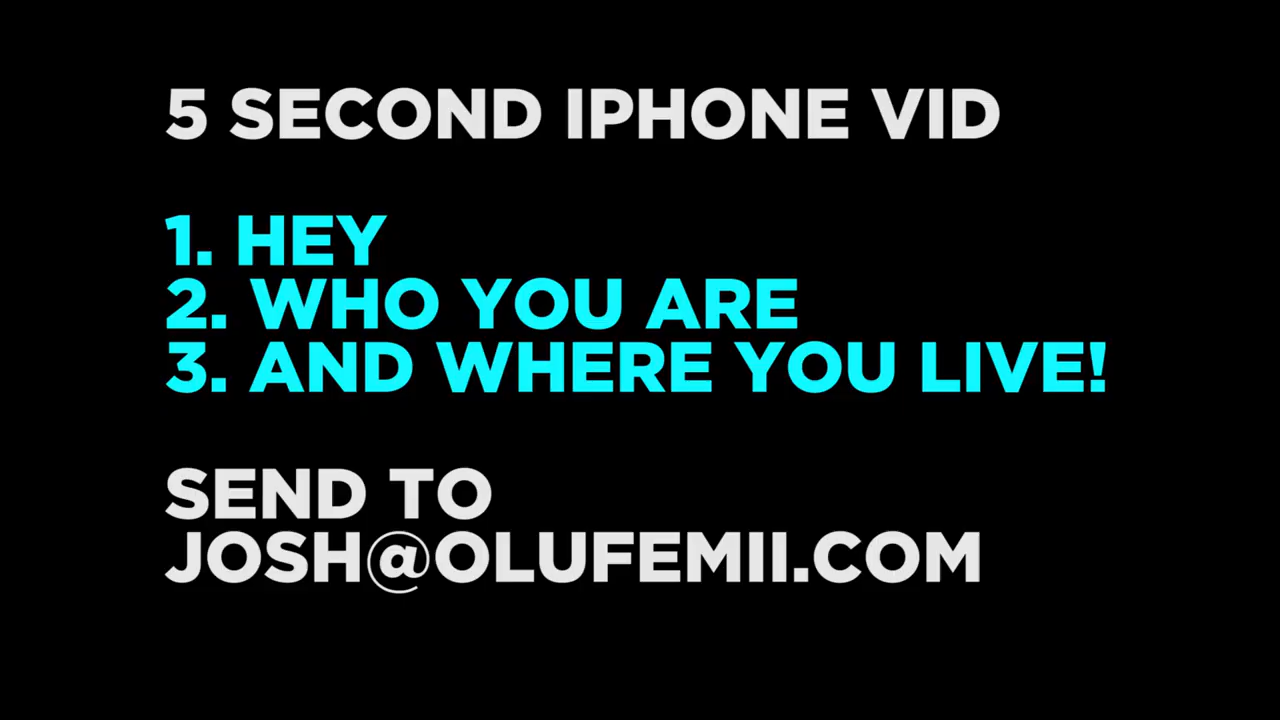 5 SECOND IPHONE VID
1. HEY
2. WHO YOU ARE
3. AND WHERE YOU LIVE!
SEND TO
JOSH@OLUFEMII.COM